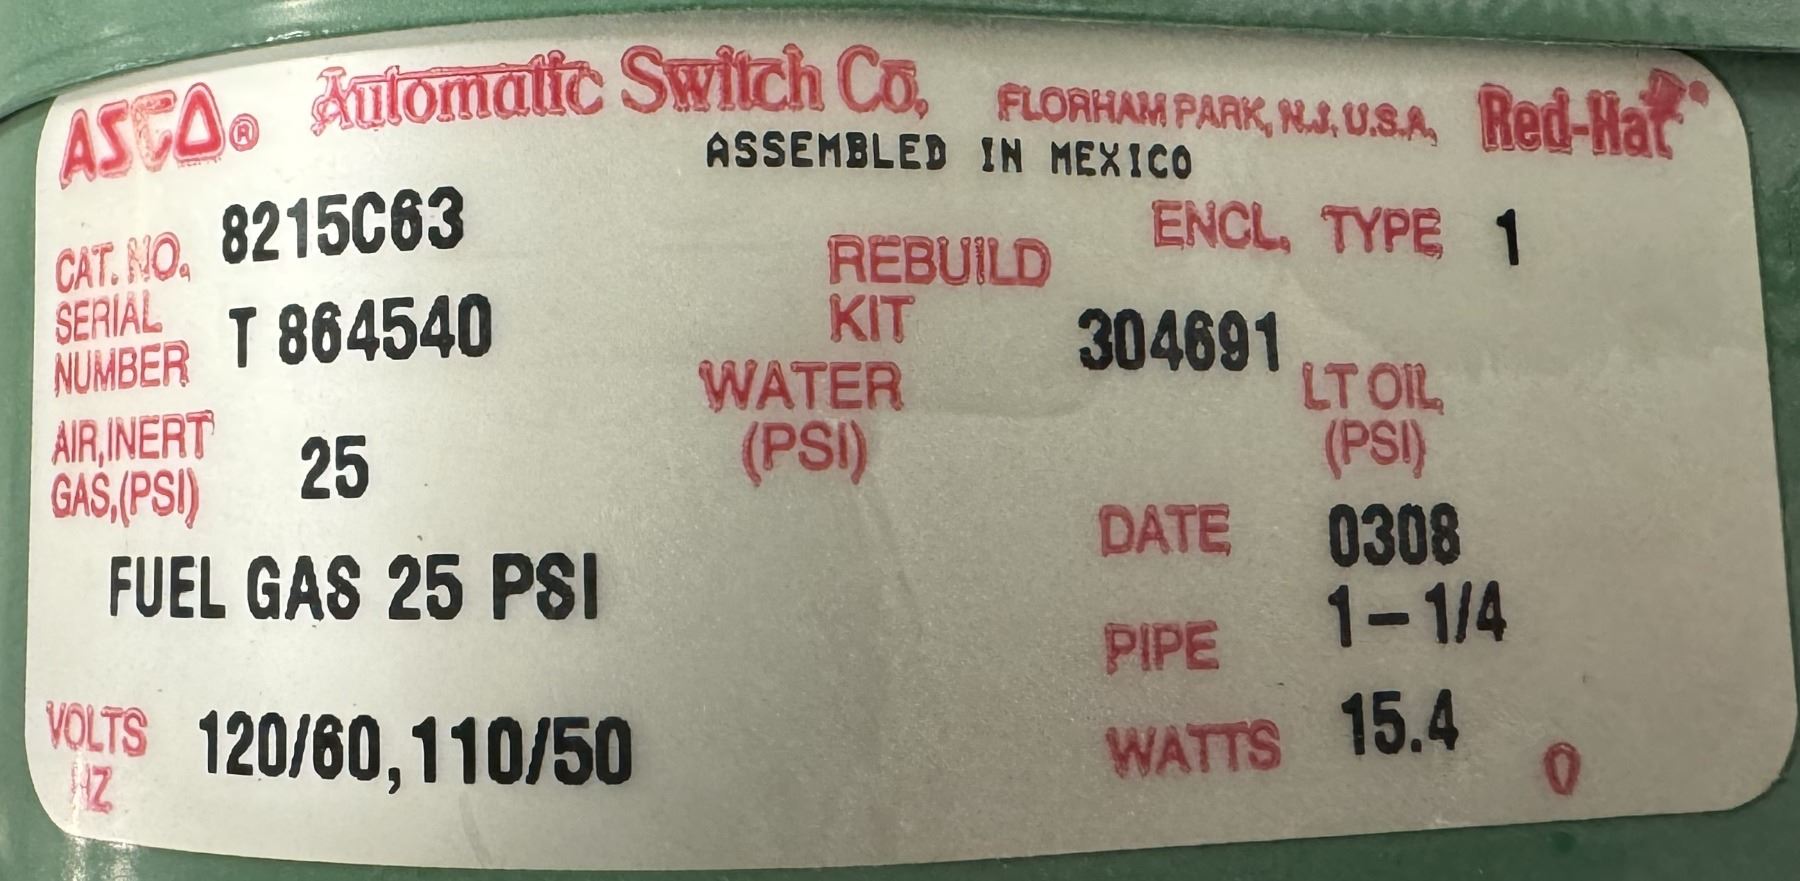 ASCO® Automatic Switch Co. FLORHAM PARK, N.J. U.S.A. Red-Hat
ASSEMBLED IN MEXICO
CAT. NO. 8215C63
ENCL. TYPE 1
SERIAL NUMBER T 864540
REBUILD KIT 304691
AIR, INERT GAS, (PSI) 25
WATER (PSI)
LT OIL (PSI)
FUEL GAS 25 PSI
DATE 0308
PIPE 1-1/4
VOLTS HZ 120/60, 110/50
WATTS 15.4
0